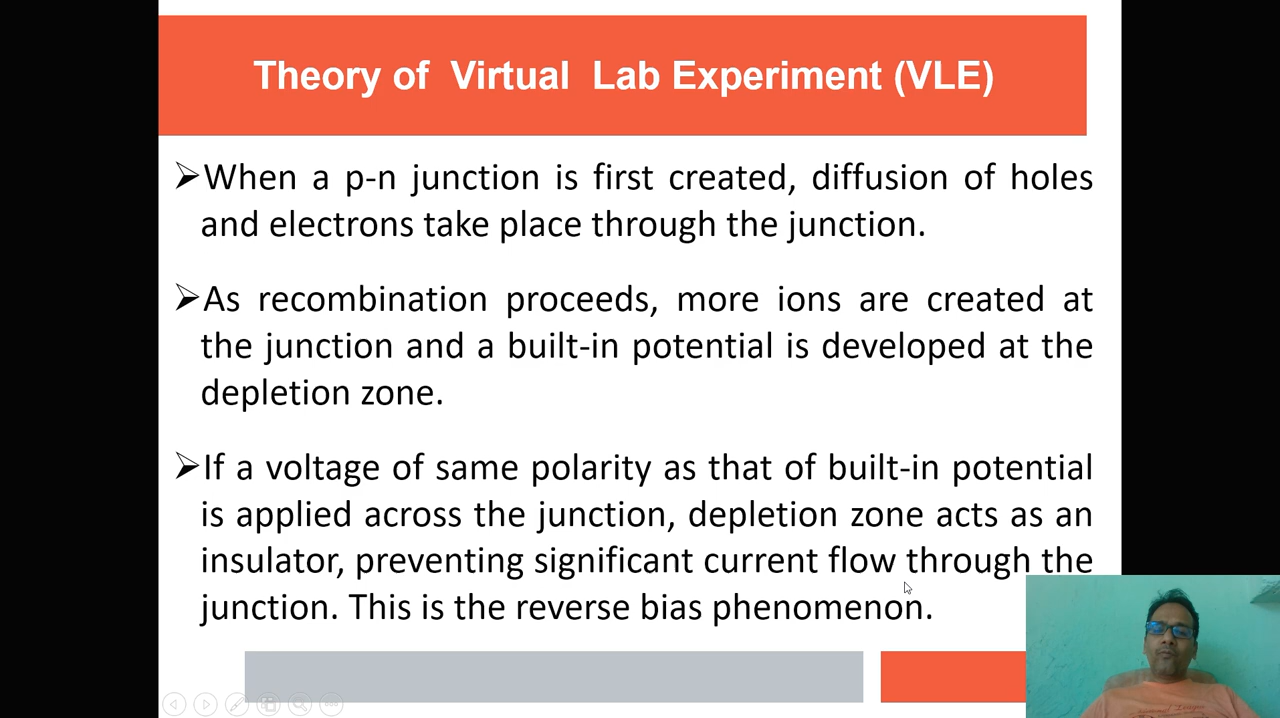 Theory of Virtual Lab Experiment (VLE)
➢When a p-n junction is first created, diffusion of holes
and electrons take place through the junction.
➢As recombination proceeds, more ions are created at
the junction and a built-in potential is developed at the
depletion zone.
➢If a voltage of same polarity as that of built-in potential
is applied across the junction, depletion zone acts as an
insulator, preventing significant current flow through the
junction. This is the reverse bias phenomenon.